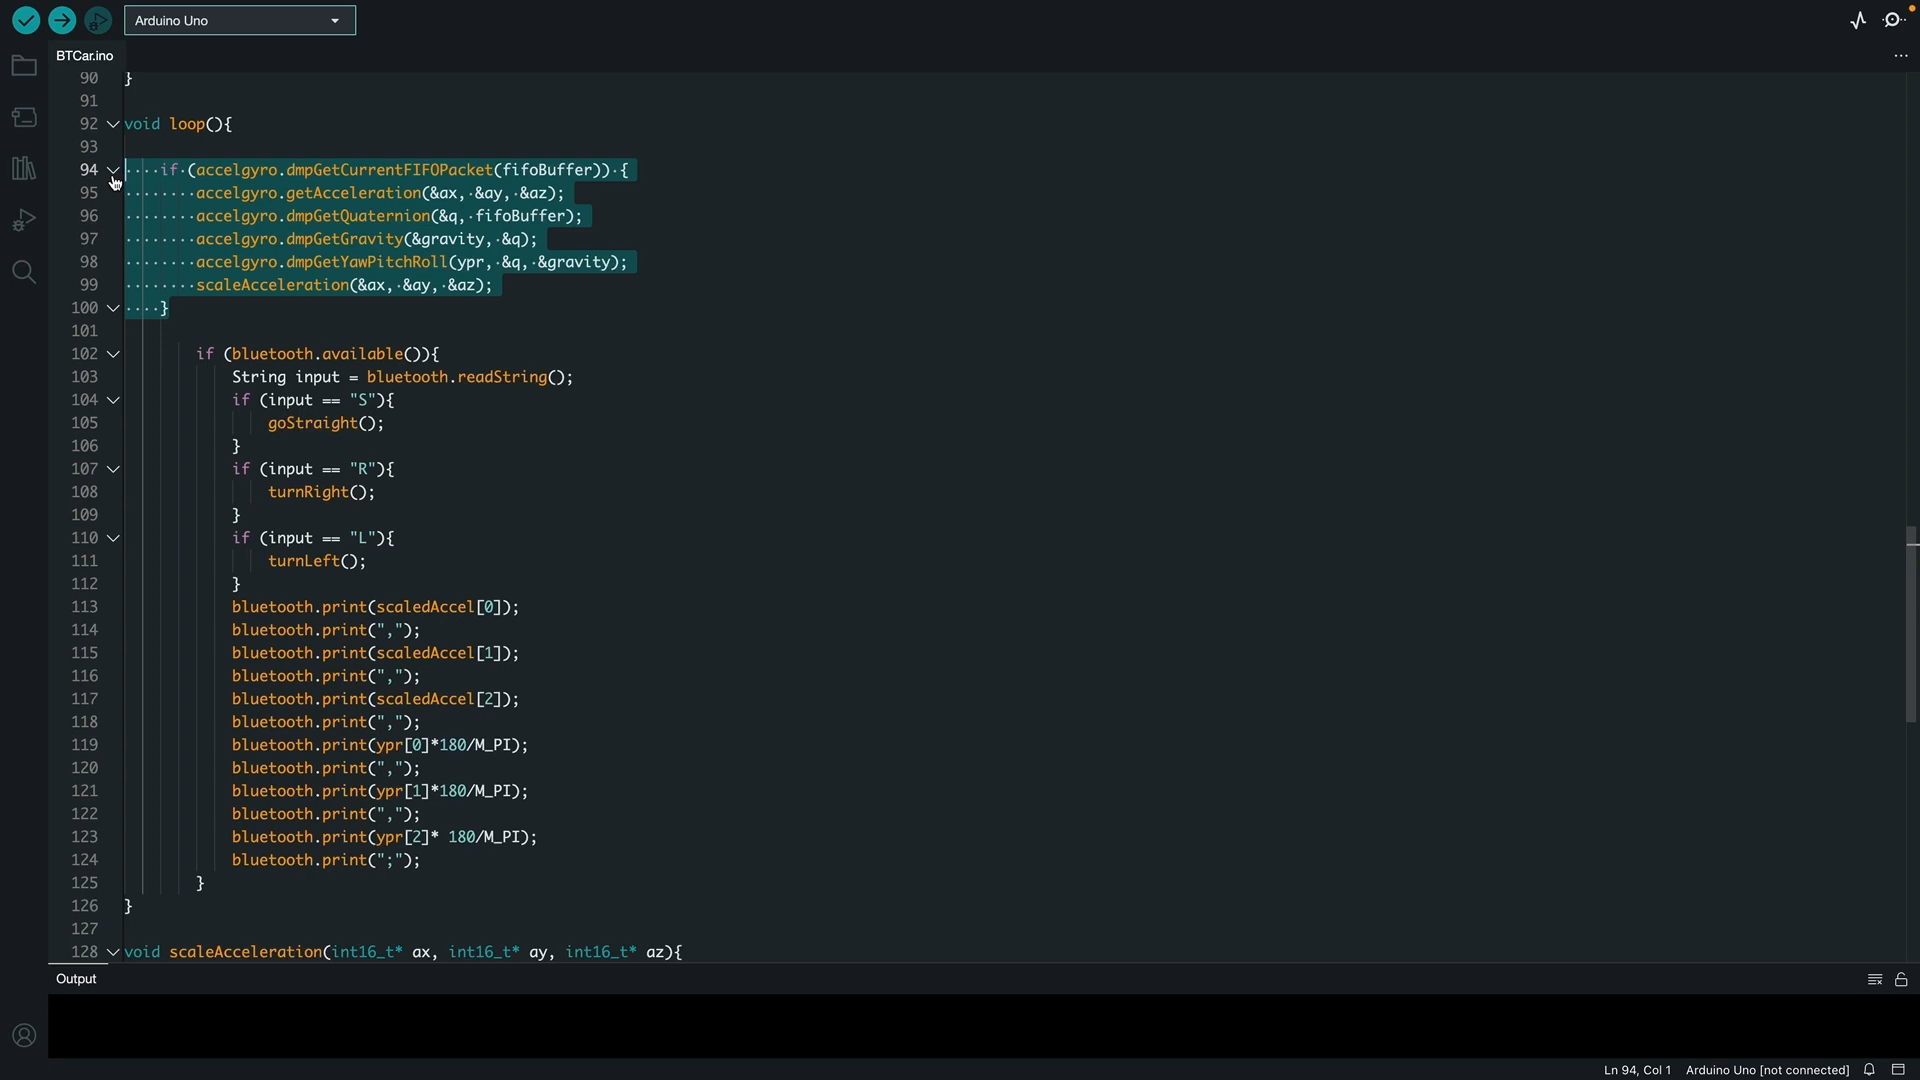 Arduino Uno
BTCar.ino
90 }
91
92 void loop(){
93
94 ····if·(accelgyro.dmpGetCurrentFIFOPacket(fifoBuffer))·{
95 ········accelgyro.getAcceleration(&ax,·&ay,·&az);
96 ········accelgyro.dmpGetQuaternion(&q,·fifoBuffer);
97 ········accelgyro.dmpGetGravity(&gravity,·&q);
98 ········accelgyro.dmpGetYawPitchRoll(ypr,·&q,·&gravity);
99 ········scaleAcceleration(&ax,·&ay,·&az);
100 ····}
101
102 if (bluetooth.available()){
103 String input = bluetooth.readString();
104 if (input == "S"){
105 goStraight();
106 }
107 if (input == "R"){
108 turnRight();
109 }
110 if (input == "L"){
111 turnLeft();
112 }
113 bluetooth.print(scaledAccel[0]);
114 bluetooth.print(",");
115 bluetooth.print(scaledAccel[1]);
116 bluetooth.print(",");
117 bluetooth.print(scaledAccel[2]);
118 bluetooth.print(",");
119 bluetooth.print(ypr[0]*180/M_PI);
120 bluetooth.print(",");
121 bluetooth.print(ypr[1]*180/M_PI);
122 bluetooth.print(",");
123 bluetooth.print(ypr[2]* 180/M_PI);
124 bluetooth.print(";");
125 }
126 }
127
128 void scaleAcceleration(int16_t* ax, int16_t* ay, int16_t* az){
Output
Ln 94, Col 1 Arduino Uno [not connected]